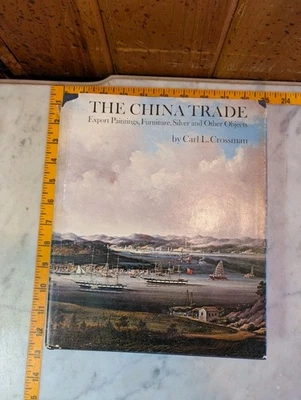 THE CHINA TRADE
Export Paintings, Furniture, Silver and Other Objects
by Carl L. Crossman